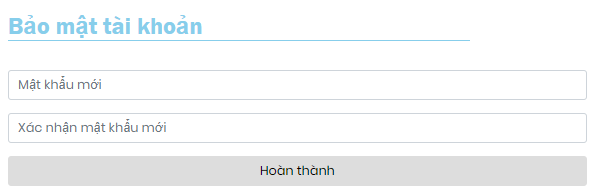 Bảo mật tài khoản
Mật khẩu mới
Xác nhận mật khẩu mới
Hoàn thành